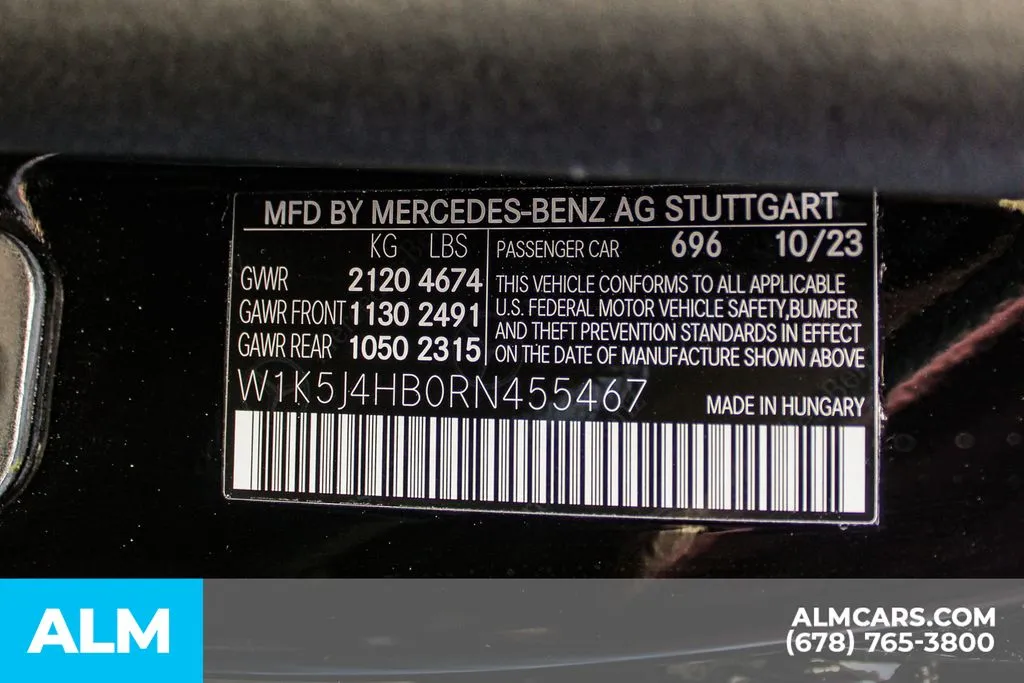 MFD BY MERCEDES-BENZ AG STUTTGART
KG LBS
GVWR 2120 4674
GAWR FRONT 1130 2491
GAWR REAR 1050 2315
PASSENGER CAR 696 10/23
THIS VEHICLE CONFORMS TO ALL APPLICABLE
U.S. FEDERAL MOTOR VEHICLE SAFETY,BUMPER
AND THEFT PREVENTION STANDARDS IN EFFECT
ON THE DATE OF MANUFACTURE SHOWN ABOVE
W1K5J4HB0RN455467
MADE IN HUNGARY
ALM
ALMCARS.COM
(678) 765-3800